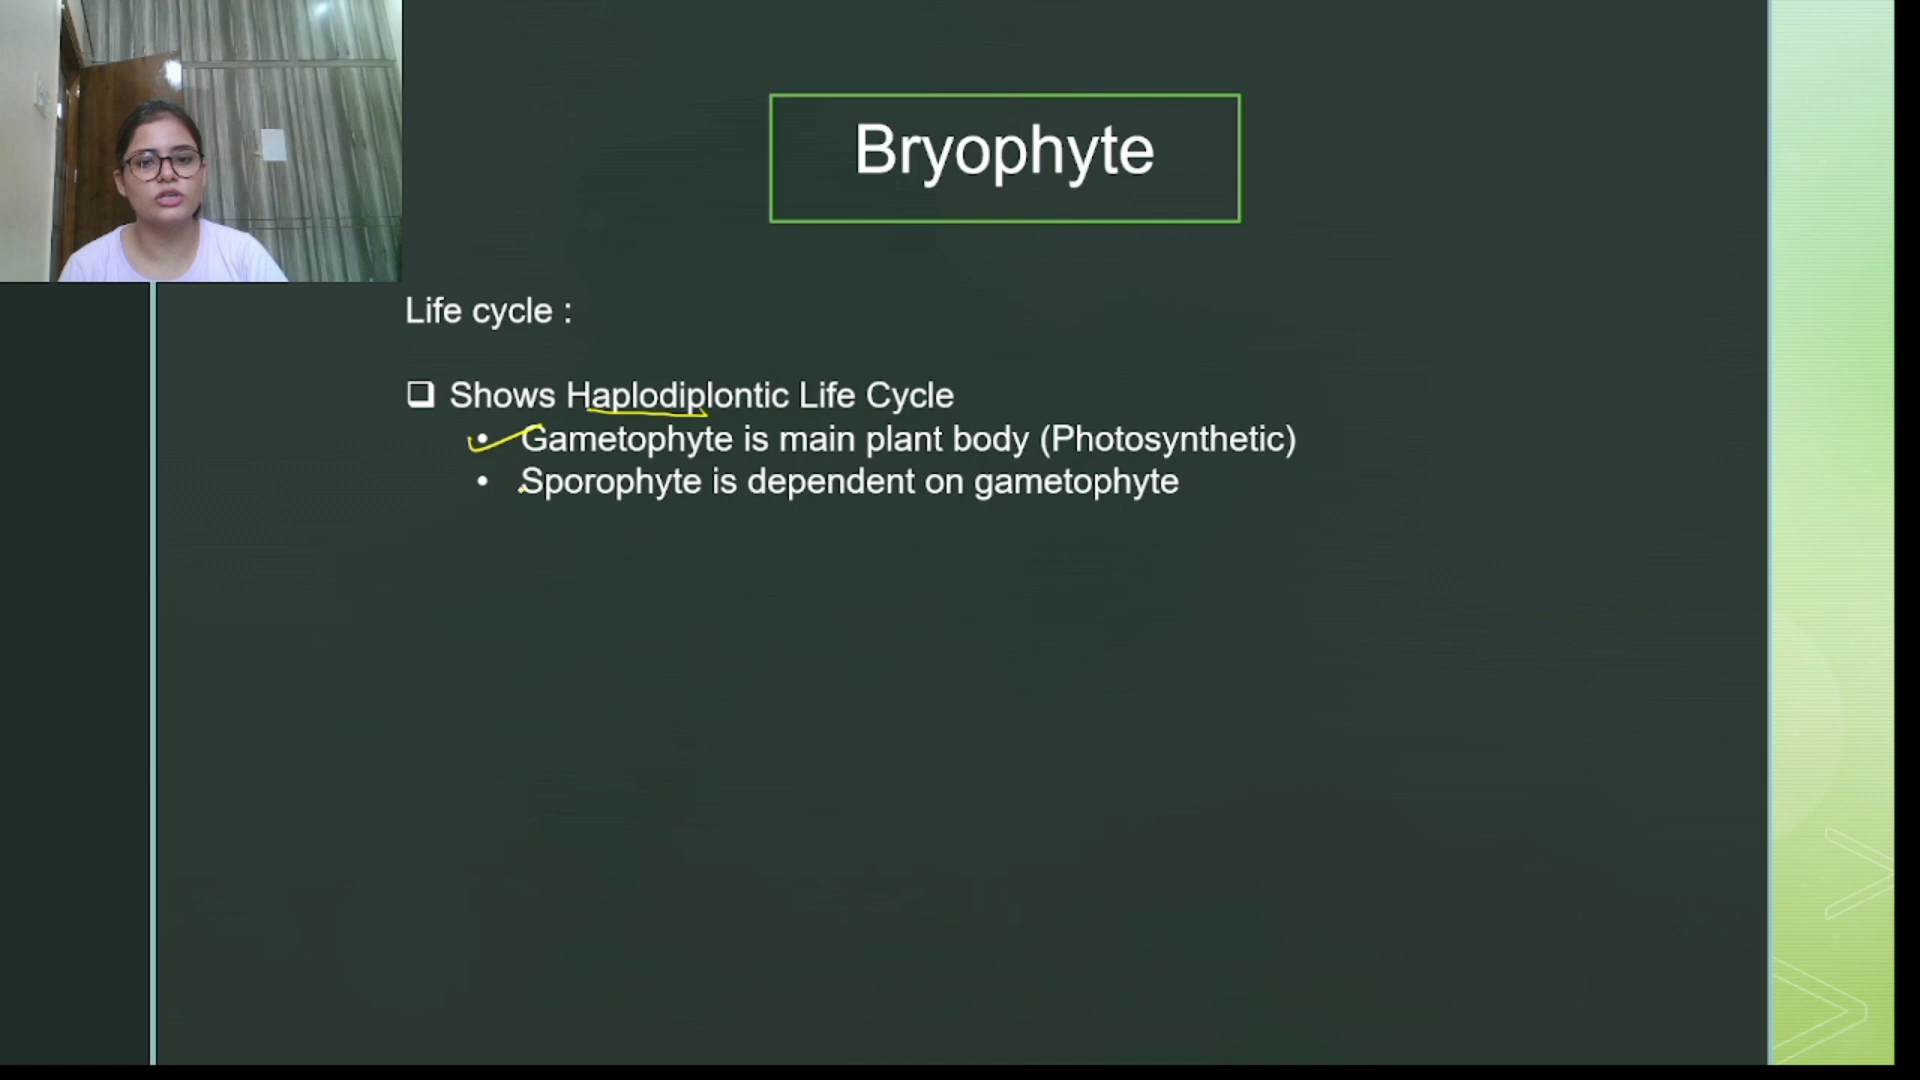 Bryophyte
Life cycle :
Shows Haplodiplontic Life Cycle
• Gametophyte is main plant body (Photosynthetic)
• Sporophyte is dependent on gametophyte